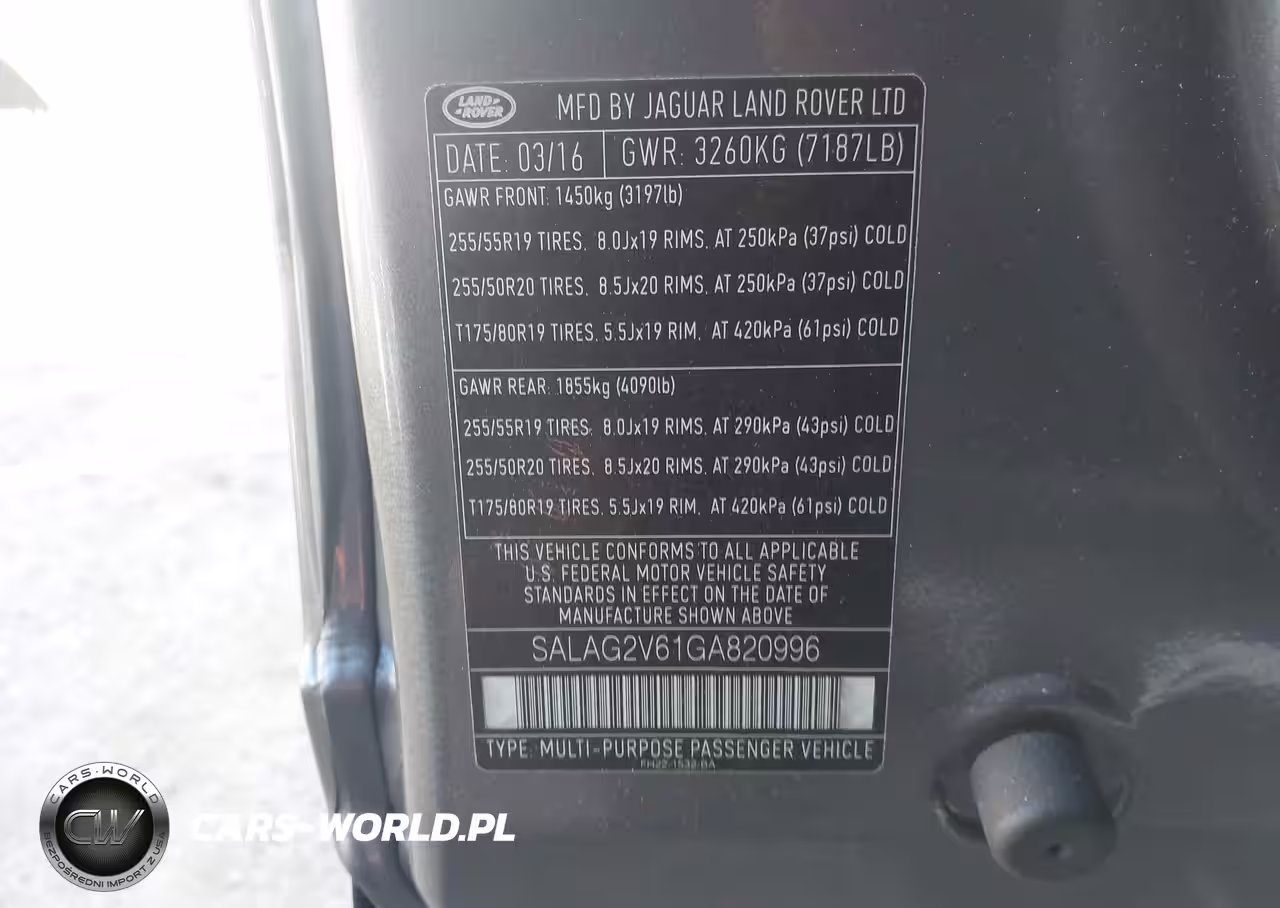 LAND-
-ROVER
MFD BY JAGUAR LAND ROVER LTD
DATE: 03/16 GWR: 3260KG (7187LB)
GAWR FRONT: 1450kg (3197lb)
255/55R19 TIRES, 8.0Jx19 RIMS, AT 250kPa (37psi) COLD
255/50R20 TIRES, 8.5Jx20 RIMS, AT 250kPa (37psi) COLD
T175/80R19 TIRES, 5.5Jx19 RIM, AT 420kPa (61psi) COLD
GAWR REAR: 1855kg (4090lb)
255/55R19 TIRES, 8.0Jx19 RIMS, AT 290kPa (43psi) COLD
255/50R20 TIRES, 8.5Jx20 RIMS, AT 290kPa (43psi) COLD
T175/80R19 TIRES, 5.5Jx19 RIM, AT 420kPa (61psi) COLD
THIS VEHICLE CONFORMS TO ALL APPLICABLE
U.S. FEDERAL MOTOR VEHICLE SAFETY
STANDARDS IN EFFECT ON THE DATE OF
MANUFACTURE SHOWN ABOVE
SALAG2V61GA820996
TYPE: MULTI-PURPOSE PASSENGER VEHICLE
FH22-1532-BA
CARS-WORLD
CW
BEZPOŚREDNI IMPORT Z USA
CARS-WORLD.PL